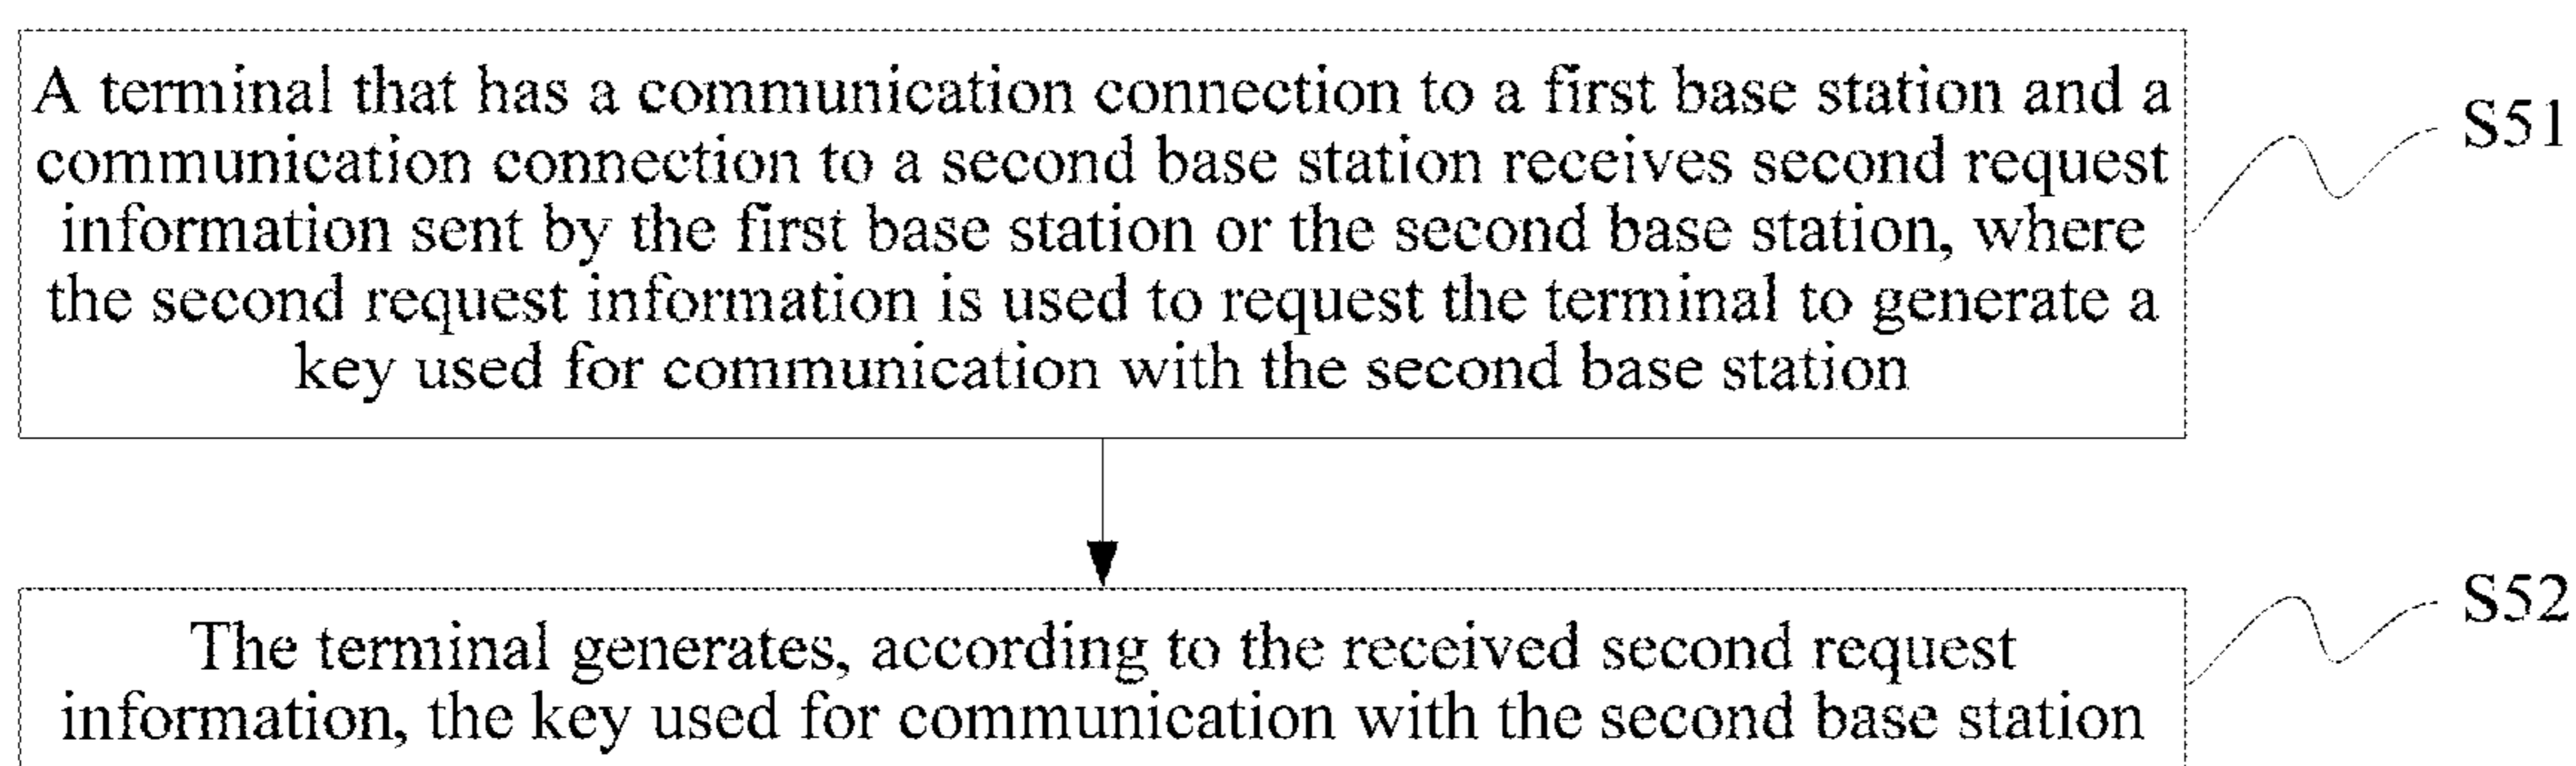 A terminal that has a communication connection to a first base station and a
communication connection to a second base station receives second request
information sent by the first base station or the second base station, where
the second request information is used to request the terminal to generate a
key used for communication with the second base station
S51
The terminal generates, according to the received second request
information, the key used for communication with the second base station
S52